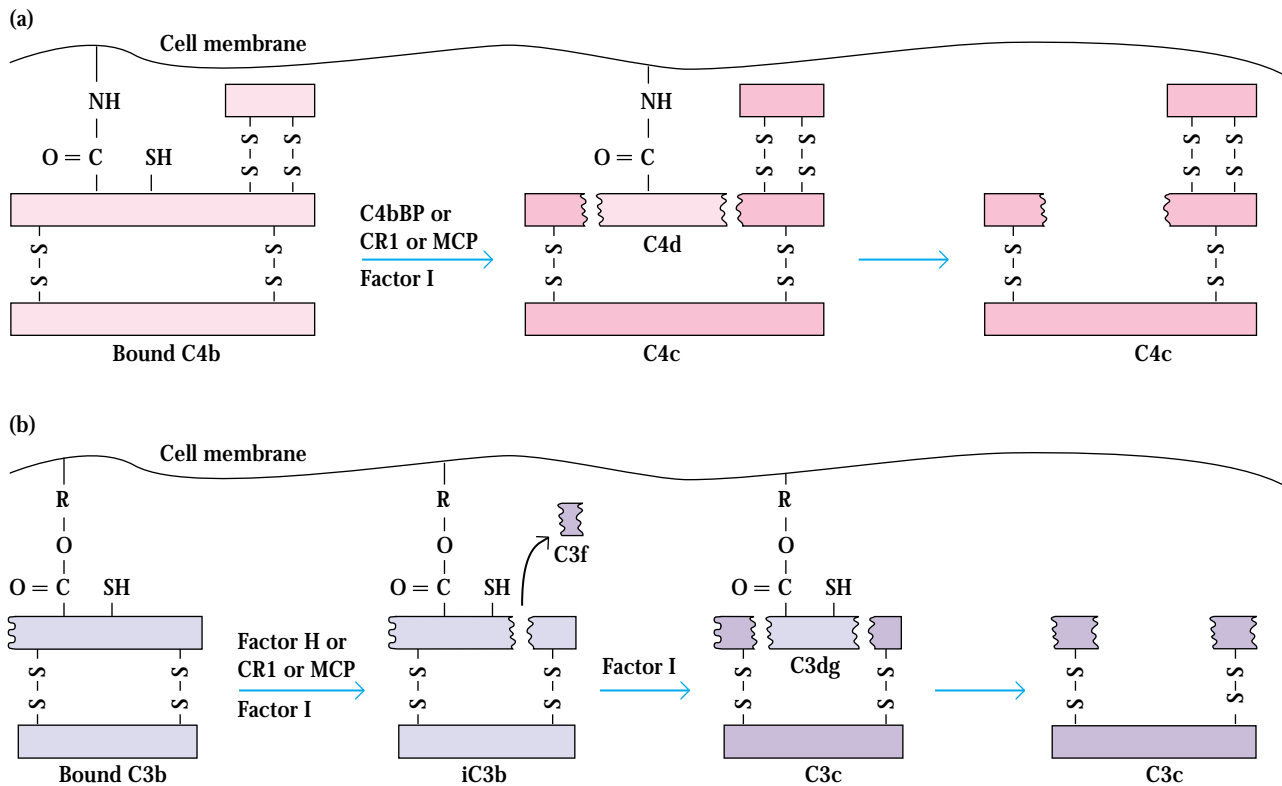 (a)
Cell membrane
NH
O = C
SH
S
S
S
S
S
S
S
S
Bound C4b
C4bBP or
CR1 or MCP
Factor I
NH
O = C
S
S
S
S
C4d
S
S
S
S
C4c
S
S
S
S
S
S
S
S
C4c
(b)
Cell membrane
R
O
O = C
SH
S
S
S
S
Bound C3b
Factor H or
CR1 or MCP
Factor I
R
O
O = C
SH
C3f
S
S
S
S
iC3b
Factor I
R
O
O = C
SH
C3dg
S
S
S
S
C3c
S
S
S
S
C3c